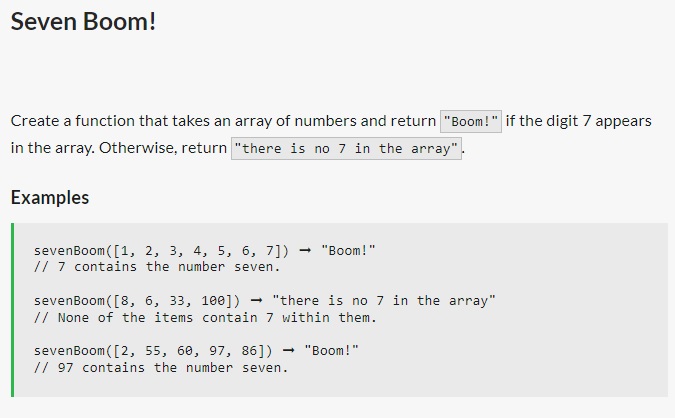 Seven Boom!
Create a function that takes an array of numbers and return "Boom!" if the digit 7 appears
in the array. Otherwise, return "there is no 7 in the array".
Examples
sevenBoom([1, 2, 3, 4, 5, 6, 7]) ➞ "Boom!"
// 7 contains the number seven.
sevenBoom([8, 6, 33, 100]) ➞ "there is no 7 in the array"
// None of the items contain 7 within them.
sevenBoom([2, 55, 60, 97, 86]) ➞ "Boom!"
// 97 contains the number seven.